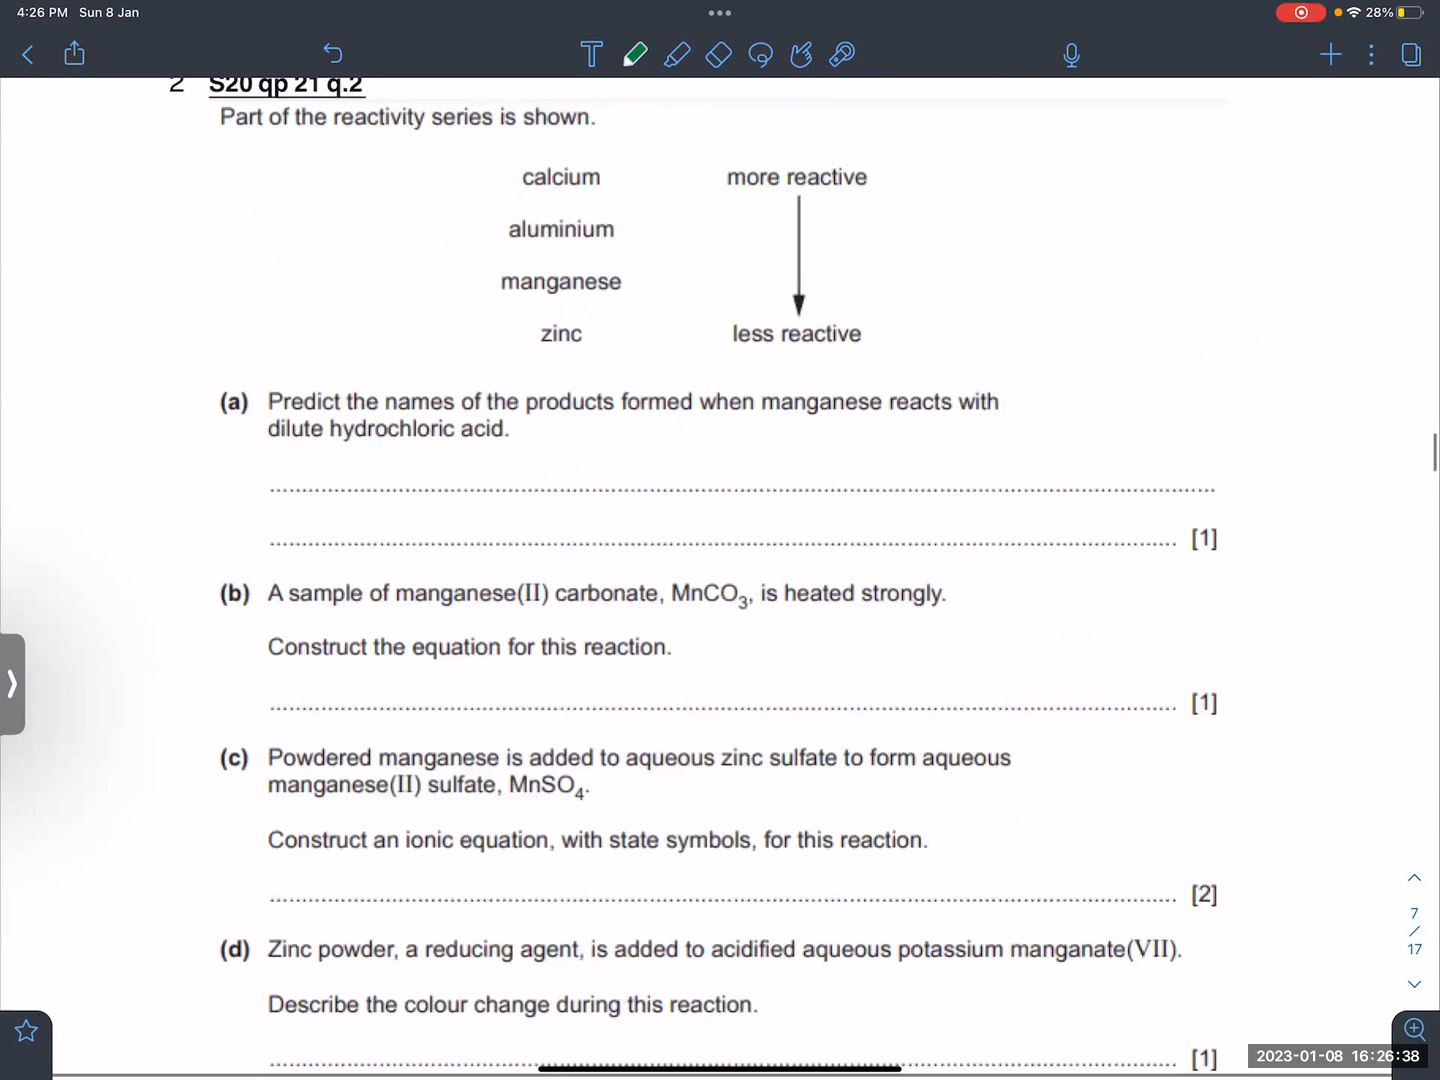 4:26 PM Sun 8 Jan
28%
2 S20 qp 21 q.2
Part of the reactivity series is shown.
calcium more reactive
aluminium
manganese
zinc less reactive
(a) Predict the names of the products formed when manganese reacts with
dilute hydrochloric acid.
[1]
(b) A sample of manganese(II) carbonate, MnCO₃, is heated strongly.
Construct the equation for this reaction.
[1]
(c) Powdered manganese is added to aqueous zinc sulfate to form aqueous
manganese(II) sulfate, MnSO₄.
Construct an ionic equation, with state symbols, for this reaction.
[2]
7
/
17
(d) Zinc powder, a reducing agent, is added to acidified aqueous potassium manganate(VII).
Describe the colour change during this reaction.
[1]
2023-01-08 16:26:38